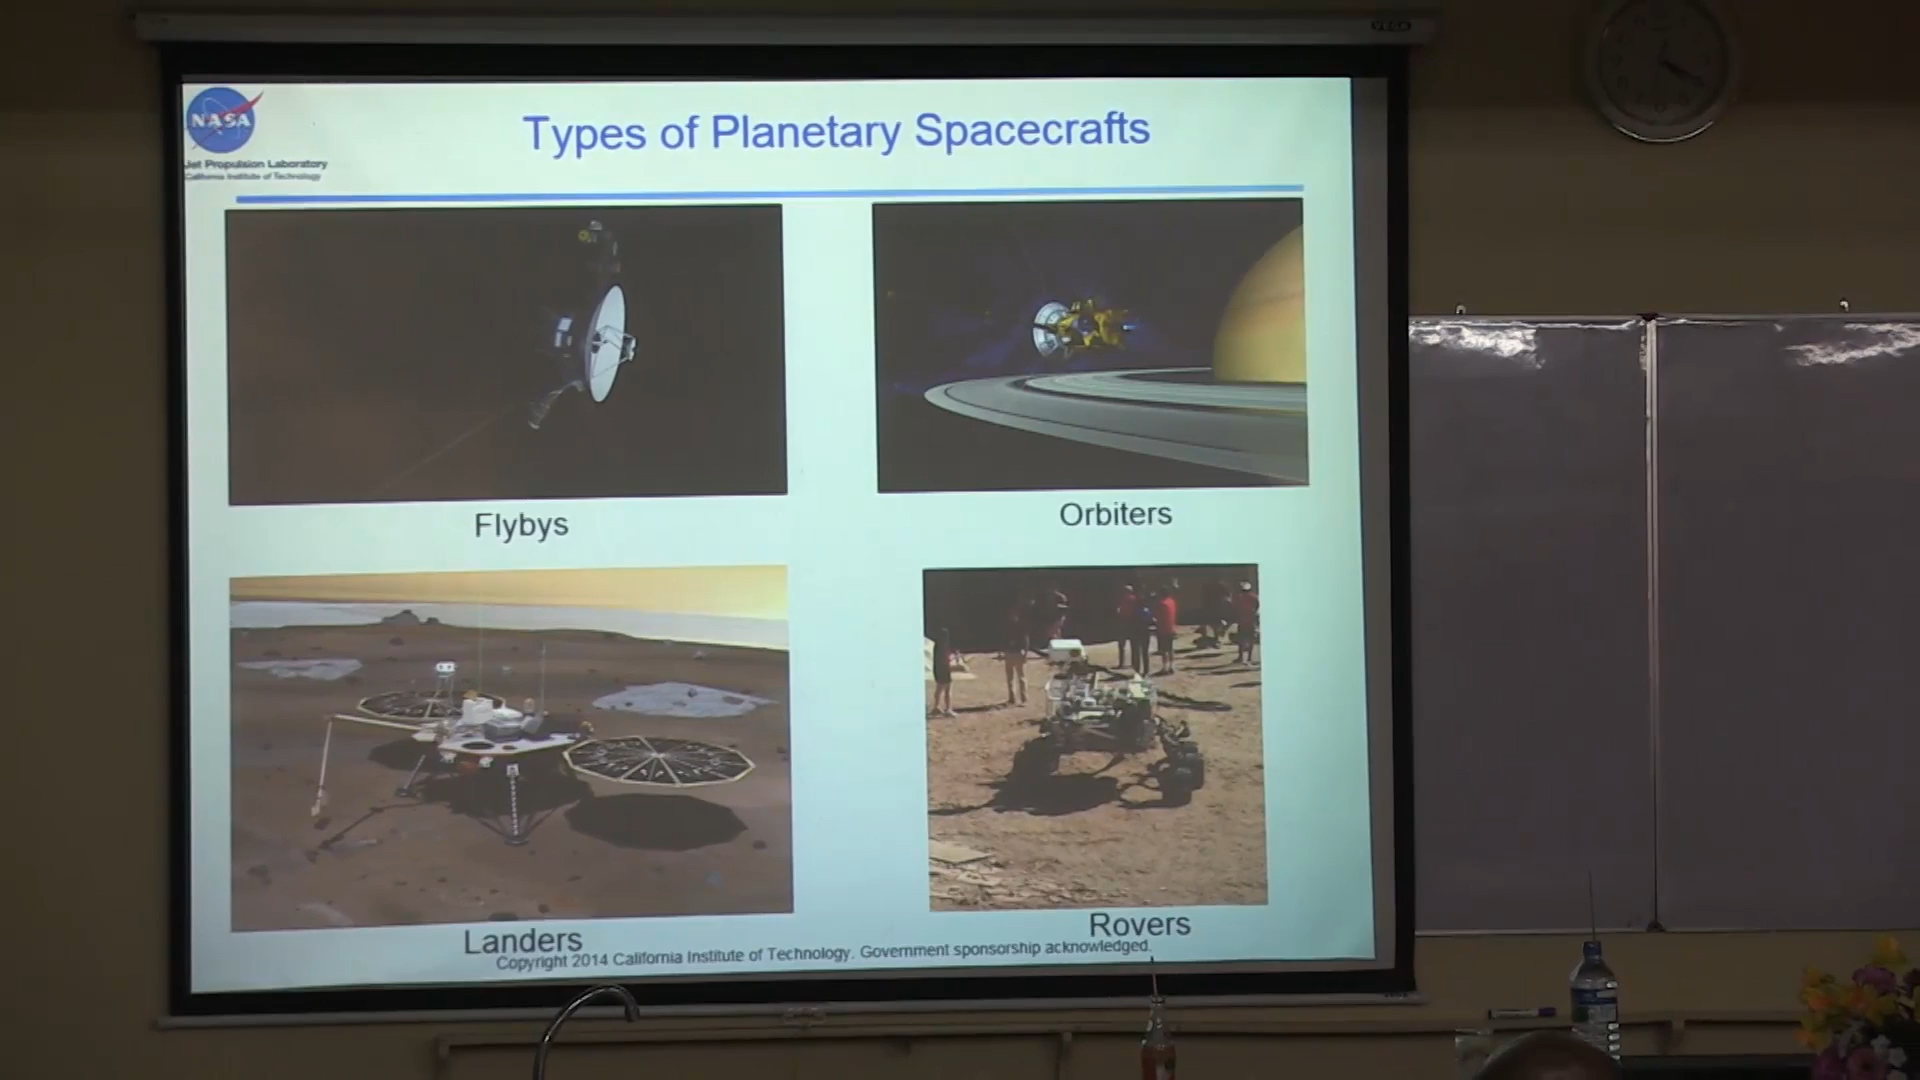 VEGA
NASA
Jet Propulsion Laboratory
California Institute of Technology
Types of Planetary Spacecrafts
Flybys
Orbiters
Landers
Rovers
Copyright 2014 California Institute of Technology. Government sponsorship acknowledged.